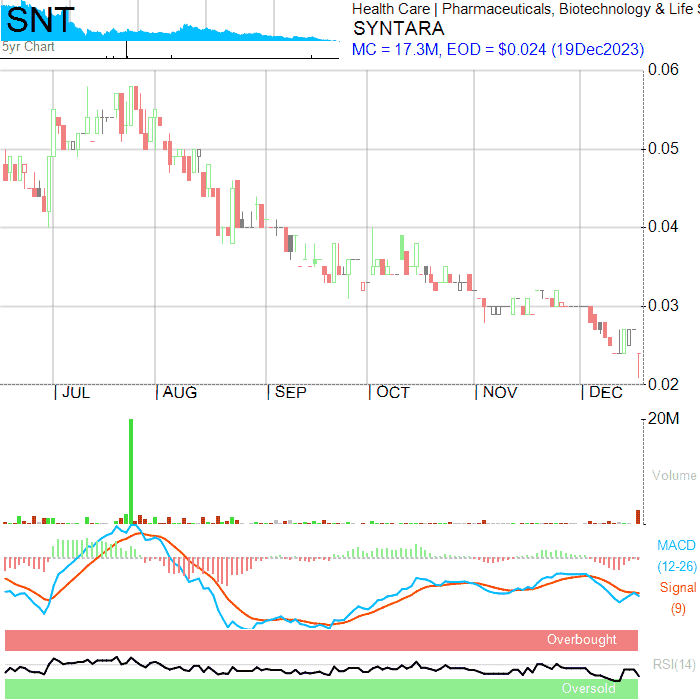 SNT
5yr Chart
Health Care | Pharmaceuticals, Biotechnology & Life
SYNTARA
MC = 17.3M, EOD = $0.024 (19Dec2023)
0.06
0.05
0.04
0.03
0.02
JUL AUG SEP OCT NOV DEC
20M
Volume
MACD
(12-26)
Signal
(9)
Overbought
RSI(14)
Oversold